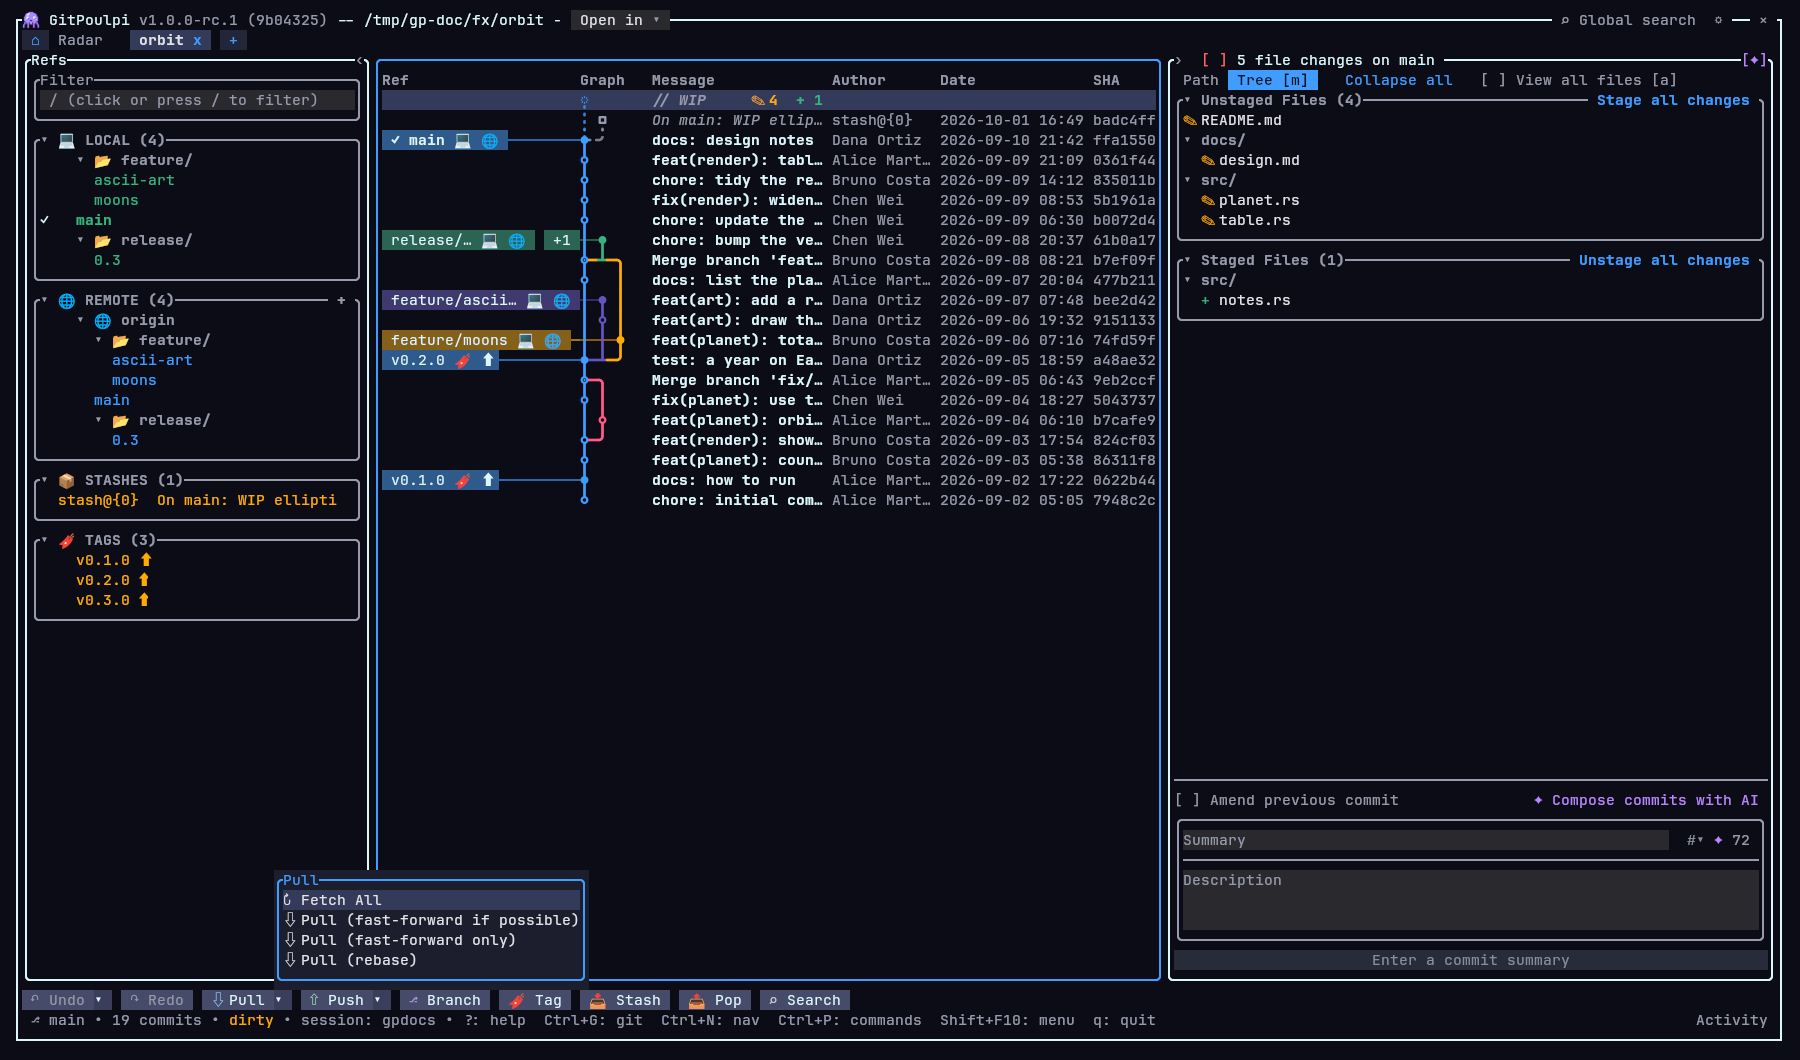 GitPoulpi v1.0.0-rc.1 (9b04325) -- /tmp/gp-doc/fx/orbit - Open in ▾ ⌕ Global search ☼ ×
⌂ Radar orbit x +
Refs ‹
Filter
/ (click or press / to filter)
▾ LOCAL (4)
▾ feature/
ascii-art
moons
✓ main
▾ release/
0.3
▾ REMOTE (4) +
▾ origin
▾ feature/
ascii-art
moons
main
▾ release/
0.3
▾ STASHES (1)
stash@{0} On main: WIP ellipti
▾ TAGS (3)
v0.1.0 ⬆
v0.2.0 ⬆
v0.3.0 ⬆
Ref Graph Message Author Date SHA
// WIP ✎ 4 + 1
On main: WIP ellip… stash@{0} 2026-10-01 16:49 badc4ff
✓ main docs: design notes Dana Ortiz 2026-09-10 21:42 ffa1550
feat(render): tabl… Alice Mart… 2026-09-09 21:09 0361f44
chore: tidy the re… Bruno Costa 2026-09-09 14:12 835011b
fix(render): widen… Chen Wei 2026-09-09 08:53 5b1961a
chore: update the … Chen Wei 2026-09-09 06:30 b0072d4
release/… +1 chore: bump the ve… Chen Wei 2026-09-08 20:37 61b0a17
Merge branch 'feat… Chen Wei 2026-09-08 08:21 b7ef09f
docs: list the pla… Alice Mart… 2026-09-07 20:04 477b211
feature/ascii… feat(art): add a r… Dana Ortiz 2026-09-07 07:48 bee2d42
feat(art): draw th… Dana Ortiz 2026-09-06 19:32 9151133
feature/moons feat(planet): tota… Bruno Costa 2026-09-06 07:16 74fd59f
v0.2.0 ⬆ test: a year on Ea… Dana Ortiz 2026-09-05 18:59 a48ae32
Merge branch 'fix/… Alice Mart… 2026-09-05 06:43 9eb2ccf
fix(planet): use t… Chen Wei 2026-09-04 18:27 5043737
feat(planet): orbi… Alice Mart… 2026-09-04 06:10 b7cafe9
feat(render): show… Bruno Costa 2026-09-03 17:54 824cf03
feat(planet): coun… Bruno Costa 2026-09-03 05:38 86311f8
v0.1.0 ⬆ docs: how to run Alice Mart… 2026-09-02 17:22 0622b44
chore: initial com… Alice Mart… 2026-09-02 05:05 7948c2c
› [ ] 5 file changes on main [✦]
Path Tree [m] Collapse all [ ] View all files [a]
▾ Unstaged Files (4) Stage all changes
✎ README.md
▾ docs/
✎ design.md
▾ src/
✎ planet.rs
✎ table.rs
▾ Staged Files (1) Unstage all changes
▾ src/
+ notes.rs
[ ] Amend previous commit ✦ Compose commits with AI
Summary #▾ ✦ 72
Description
Enter a commit summary
Pull
↻ Fetch All
⇩ Pull (fast-forward if possible)
⇩ Pull (fast-forward only)
⇩ Pull (rebase)
↶ Undo ▾ ↷ Redo ⇩ Pull ▾ ⇧ Push ▾ ⎇ Branch Tag Stash Pop ⌕ Search
⎇ main • 19 commits • dirty • session: gpdocs • ?: help Ctrl+G: git Ctrl+N: nav Ctrl+P: commands Shift+F10: menu q: quit Activity